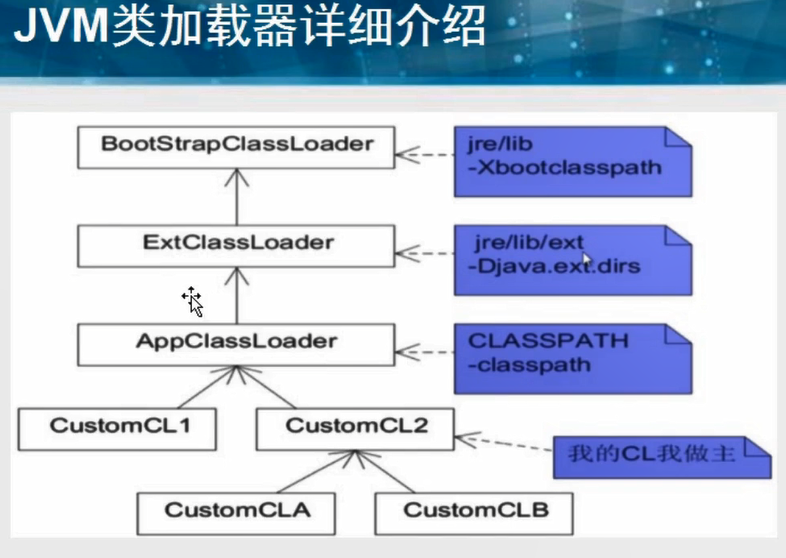 JVM类加载器详细介绍
BootStrapClassLoader
jre/lib
-Xbootclasspath
ExtClassLoader
jre/lib/ext
-Djava.ext.dirs
AppClassLoader
CLASSPATH
-classpath
CustomCL1
CustomCL2
我的CL我做主
CustomCLA
CustomCLB